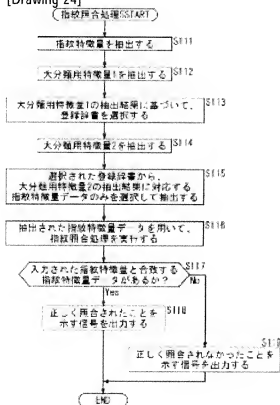 [Drawing 24]
指紋照合処理SSTART
指紋特徴量を抽出する
S111
大分類用特徴量1を抽出する
S112
大分類用特徴量1の抽出結果に基づいて、
登録辞書を選択する
S113
大分類用特徴量2を抽出する
S114
選択された登録辞書から、
大分類用特徴量2の抽出結果に対応する
指紋特徴量データのみを選択して抽出する
S115
抽出された指紋特徴量データを用いて、
指紋照合処理を実行する
S116
入力された指紋特徴量と合致する
指紋特徴量データがあるか？
S117
No
Yes
正しく照合されたことを
示す信号を出力する
S118
正しく照合されなかったことを
示す信号を出力する
END